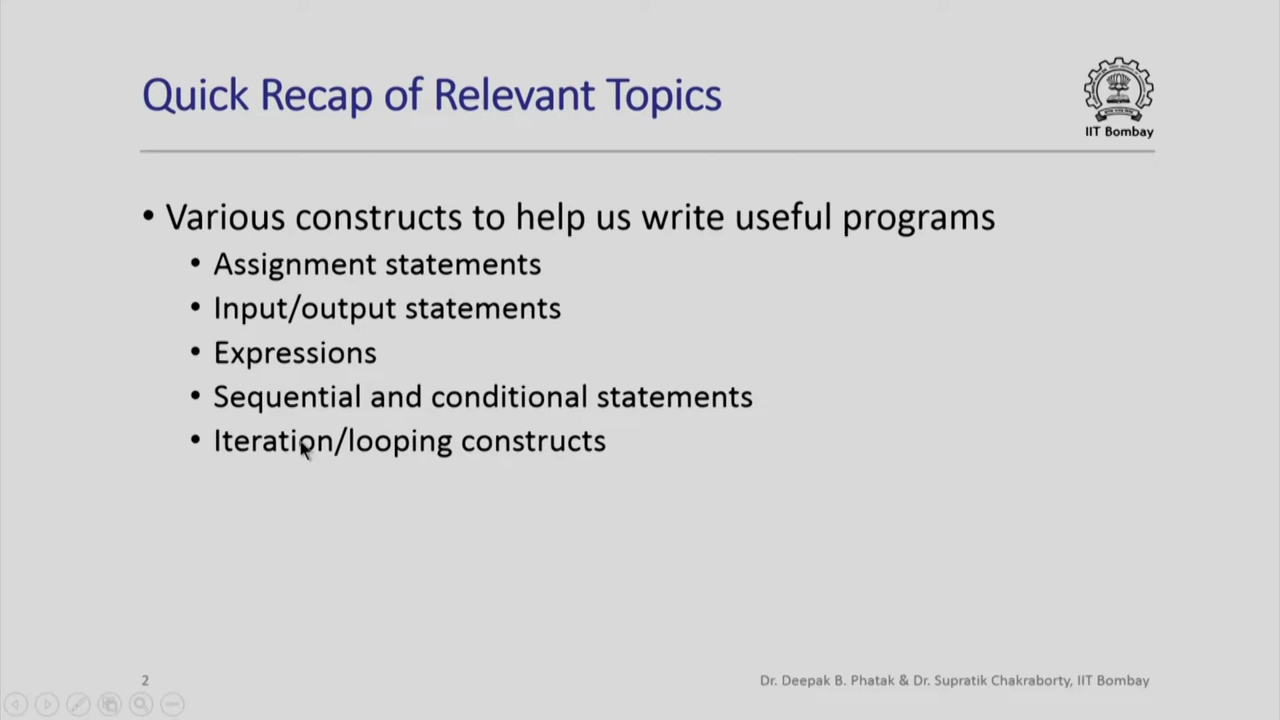 Quick Recap of Relevant Topics
IIT Bombay
• Various constructs to help us write useful programs
• Assignment statements
• Input/output statements
• Expressions
• Sequential and conditional statements
• Iteration/looping constructs
2
Dr. Deepak B. Phatak & Dr. Supratik Chakraborty, IIT Bombay